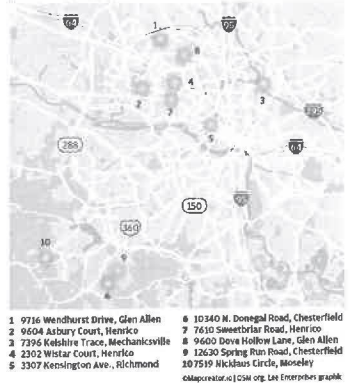 64
1
95
8
4
2
7
3
5
295
64
288
150
95
360
10
9
6
1 9716 Wendhurst Drive, Glen Allen
2 9604 Asbury Court, Henrico
3 7396 Kelshire Trace, Mechanicsville
4 2302 Wistar Court, Henrico
5 3307 Kensington Ave., Richmond
6 10340 N. Donegal Road, Chesterfield
7 7610 Sweetbriar Road, Henrico
8 9600 Dove Hollow Lane, Glen Allen
9 12630 Spring Run Road, Chesterfield
10 7519 Nicklaus Circle, Moseley
©Mapcreator.io | OSM.org, Lee Enterprises graphic